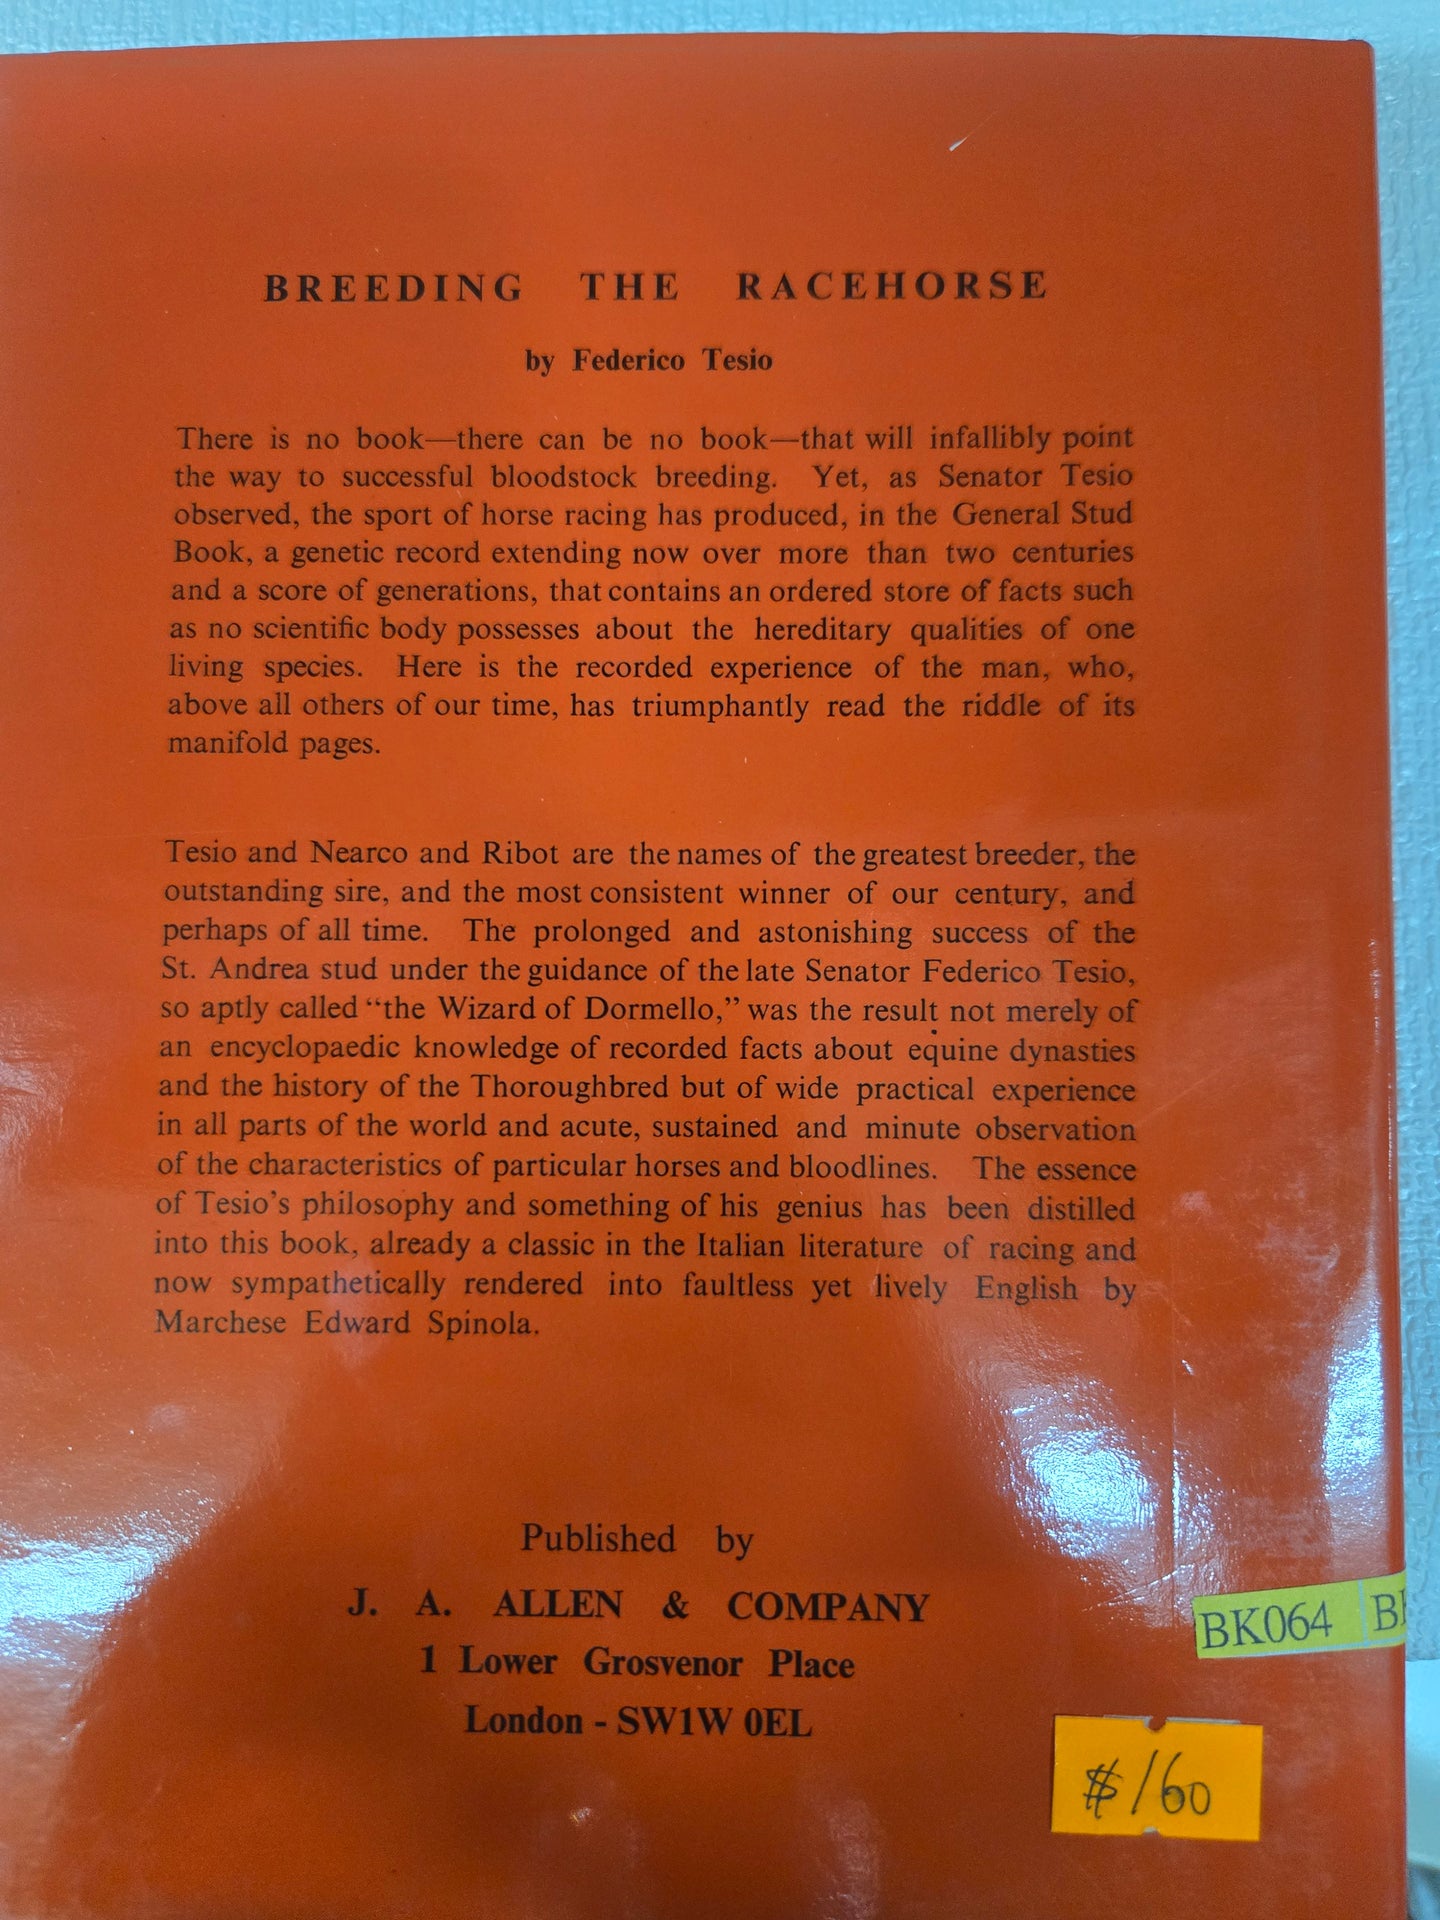 BREEDING THE RACEHORSE
by Federico Tesio
There is no book—there can be no book—that will infallibly point
the way to successful bloodstock breeding. Yet, as Senator Tesio
observed, the sport of horse racing has produced, in the General Stud
Book, a genetic record extending now over more than two centuries
and a score of generations, that contains an ordered store of facts such
as no scientific body possesses about the hereditary qualities of one
living species. Here is the recorded experience of the man, who,
above all others of our time, has triumphantly read the riddle of its
manifold pages.
Tesio and Nearco and Ribot are the names of the greatest breeder, the
outstanding sire, and the most consistent winner of our century, and
perhaps of all time. The prolonged and astonishing success of the
St. Andrea stud under the guidance of the late Senator Federico Tesio,
so aptly called “the Wizard of Dormello,” was the result not merely of
an encyclopaedic knowledge of recorded facts about equine dynasties
and the history of the Thoroughbred but of wide practical experience
in all parts of the world and acute, sustained and minute observation
of the characteristics of particular horses and bloodlines. The essence
of Tesio’s philosophy and something of his genius has been distilled
into this book, already a classic in the Italian literature of racing and
now sympathetically rendered into faultless yet lively English by
Marchese Edward Spinola.
Published by
J. A. ALLEN & COMPANY
1 Lower Grosvenor Place
London - SW1W 0EL
BK064
$160